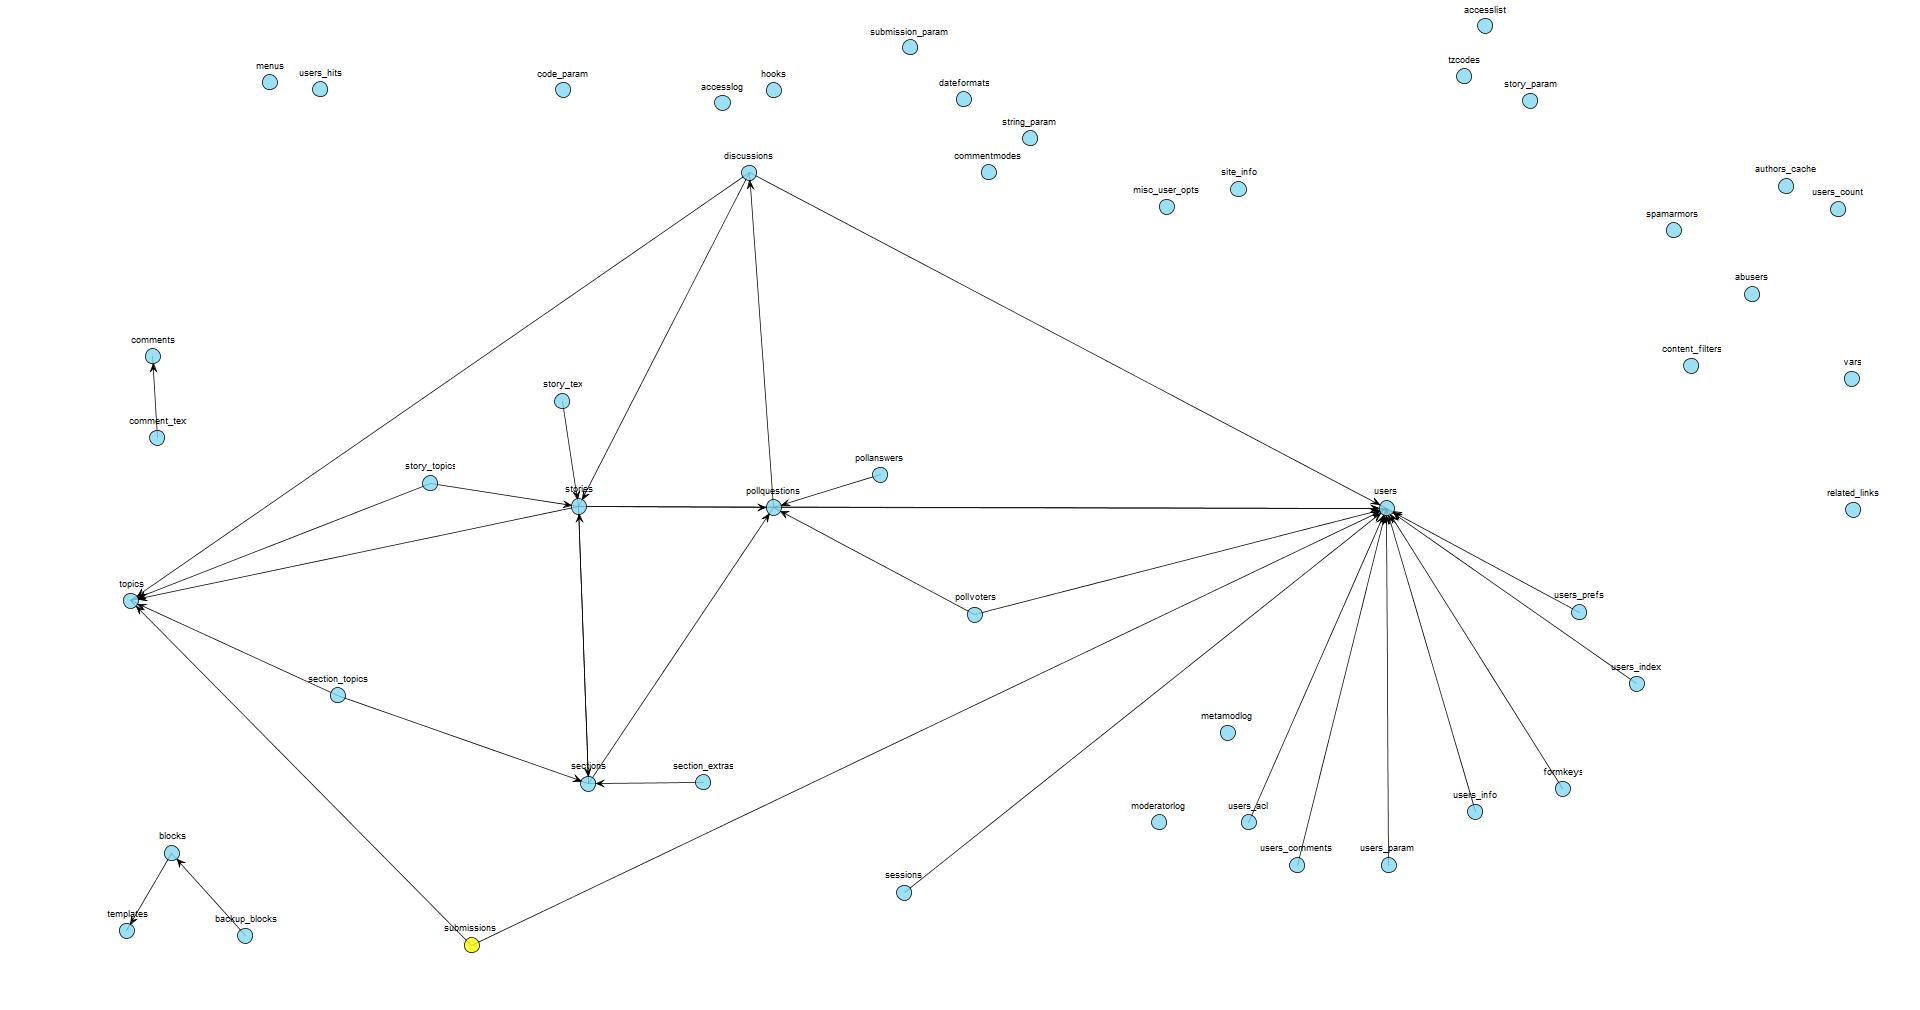 accesslist
submission_param
tzcodes
menus
users_hits
code_param
hooks
accesslog
dateformats
story_param
string_param
discussions
commentmodes
authors_cache
site_info
misc_user_opts
users_count
spamarmors
abusers
comments
content_filters
vars
story_tex
comment_tex
pollanswers
story_topics
stories
pollquestions
users
related_links
topics
pollvoters
users_prefs
users_index
section_topics
metamodlog
sections
section_extras
formkeys
users_info
moderatorlog
users_acl
blocks
users_comments
users_param
sessions
templates
backup_blocks
submissions